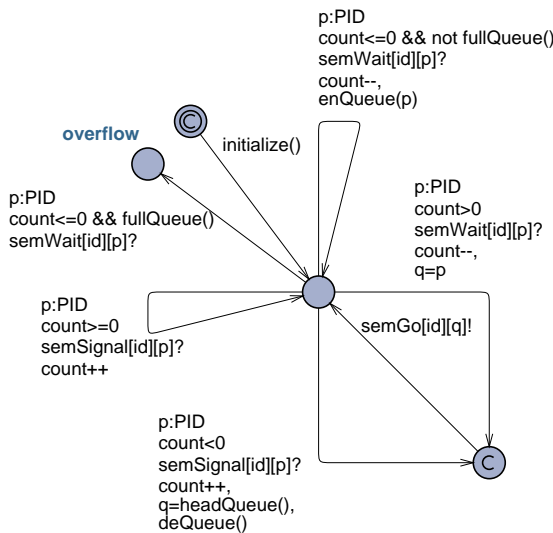 p:PID
count<=0 && not fullQueue()
semWait[id][p]?
count--,
enQueue(p)
C
overflow
initialize()
p:PID
count<=0 && fullQueue()
semWait[id][p]?
p:PID
count>0
semWait[id][p]?
count--,
q=p
p:PID
count>=0
semSignal[id][p]?
count++
semGo[id][q]!
p:PID
count<0
semSignal[id][p]?
count++,
q=headQueue(),
deQueue()
C